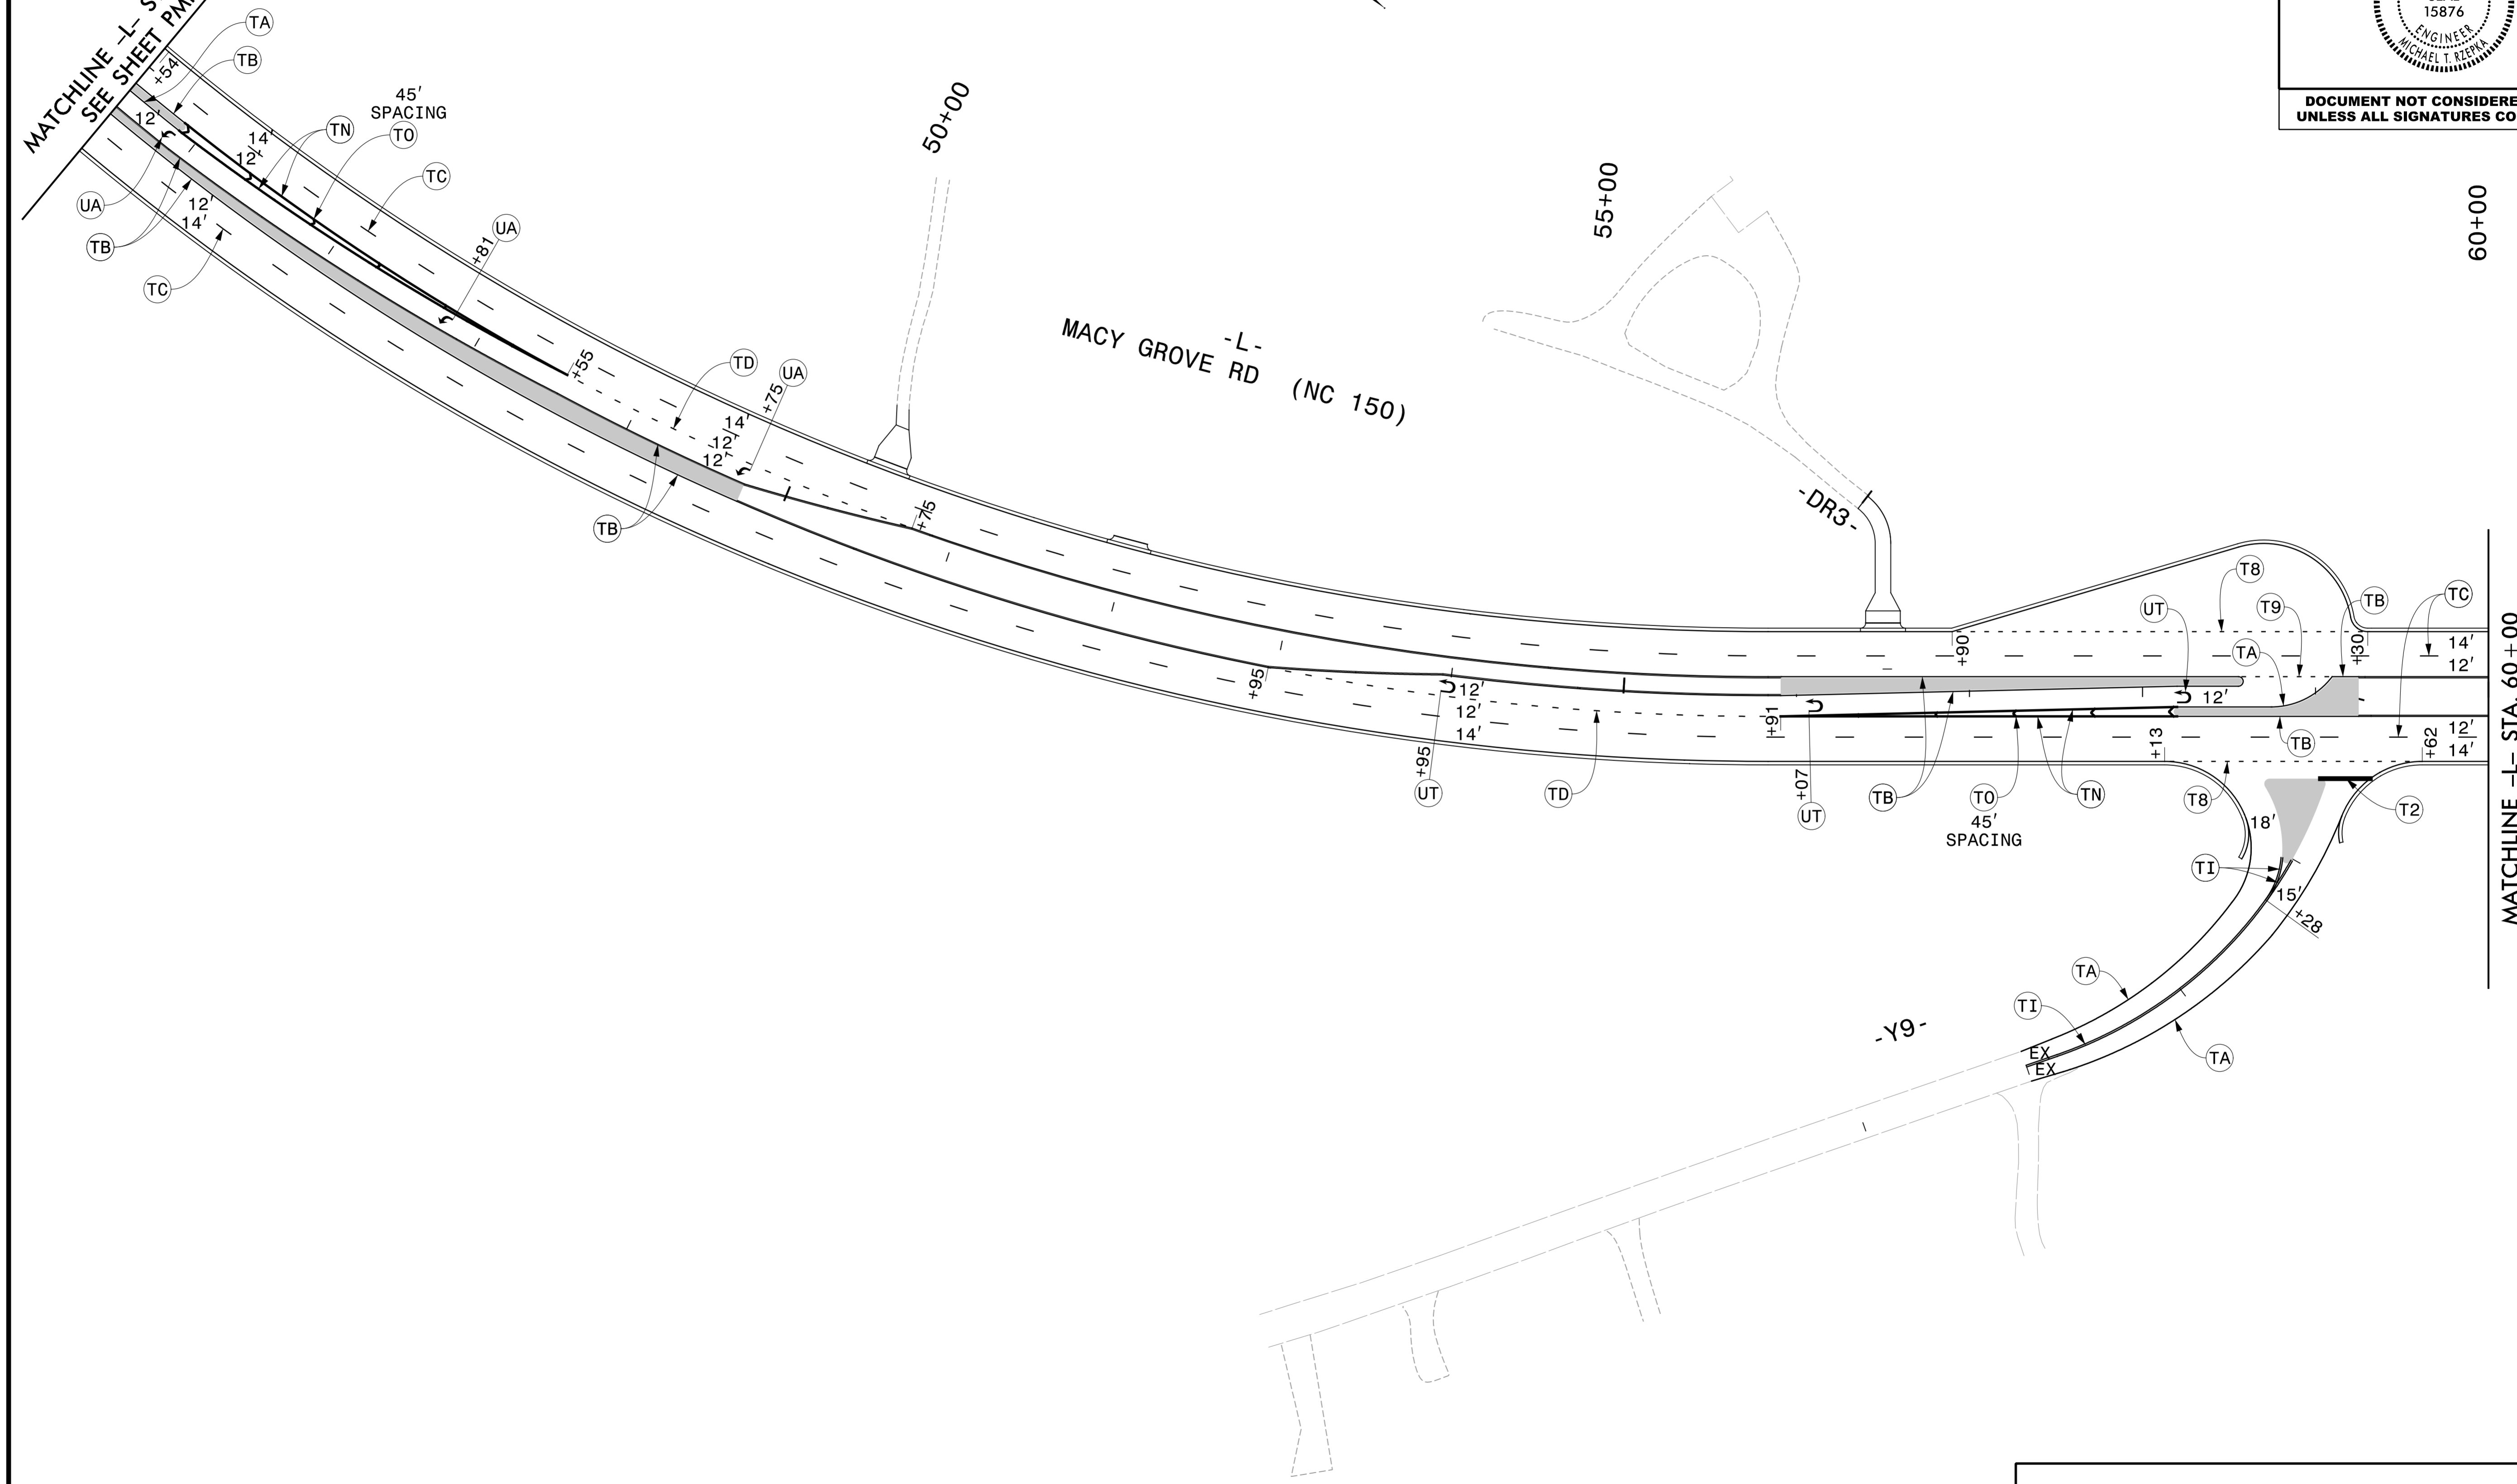 MATCHLINE -L-
SEE SHEET
TA
TB
+54
45'
SPACING
TN
TO
TC
14'
12'
12'
UA
TB
12'
14'
TC
+81
UA
+55
TD
UA
+75
14'
12'
12'
TB
+75
50+00
-L-
MACY GROVE RD (NC 150)
55+00
-DR3-
60+00
15876
ENGINEER
MICHAEL T. RZEPKA
DOCUMENT NOT CONSIDERE
UNLESS ALL SIGNATURES CO
+95
12'
12'
14'
+95
UT
TD
+91
+07
UT
TB
TO
45'
SPACING
TN
+90
UT
T8
T9
TB
TC
TA
+30
14'
12'
12'
+13
TB
+62
12'
14'
T8
T2
18'
TI
15'
+28
TA
TI
TA
-Y9-
EX
EX
MATCHLINE -L- STA. 60+00